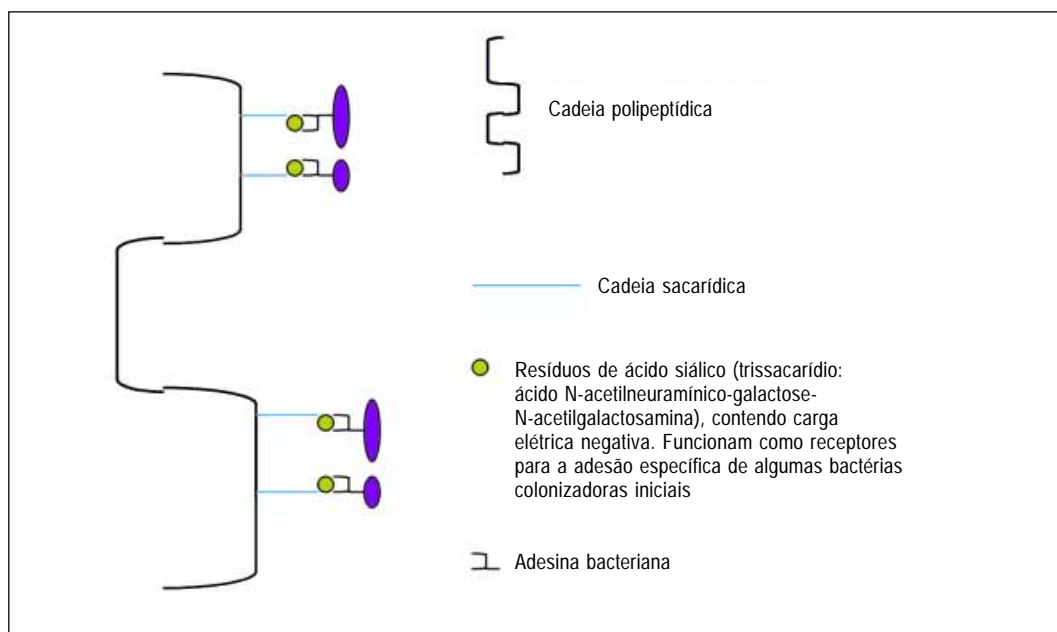 Cadeia polipeptídica
Cadeia sacarídica
Resíduos de ácido siálico (trissacarídio:
ácido N-acetilneuramínico-galactose-
N-acetilgalactosamina), contendo carga
elétrica negativa. Funcionam como receptores
para a adesão específica de algumas bactérias
colonizadoras iniciais
Adesina bacteriana